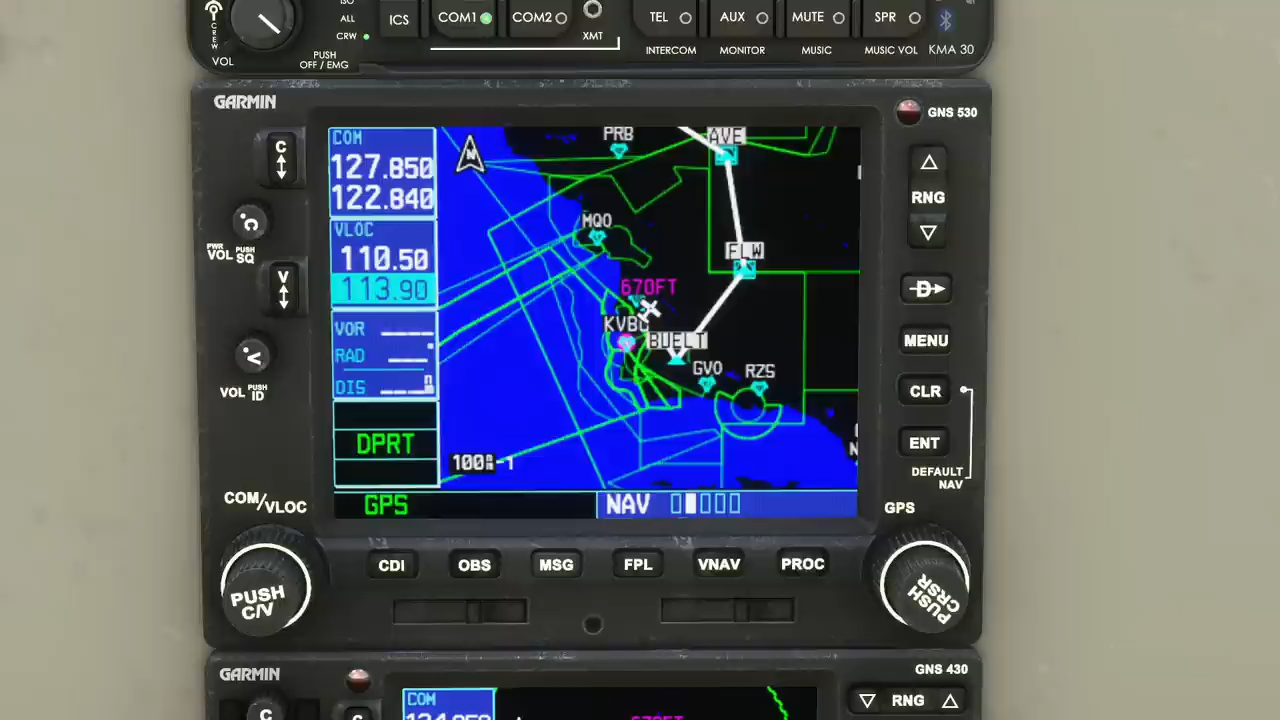 ISO
ALL
CRW
CREW
VOL
PUSH
OFF / EMG
ICS
COM1
COM2
XMT
TEL
AUX
MUTE
SPR
INTERCOM
MONITOR
MUSIC
MUSIC VOL
KMA 30
GARMIN
GNS 530
C
PWR
VOL
PUSH
SQ
V
VOL
PUSH
ID
COM
127.850
122.840
VLOC
110.50
113.90
VOR
RAD
DIS
DPRT
GPS
N
PRB
AVE
MQO
FLW
670FT
BUELT
GVO
RZS
100
NAV
RNG
D
MENU
CLR
ENT
DEFAULT
NAV
COM/VLOC
GPS
PUSH
C/V
CDI
OBS
MSG
FPL
VNAV
PROC
PUSH
CRSR
GARMIN
GNS 430
C
C
COM
RNG